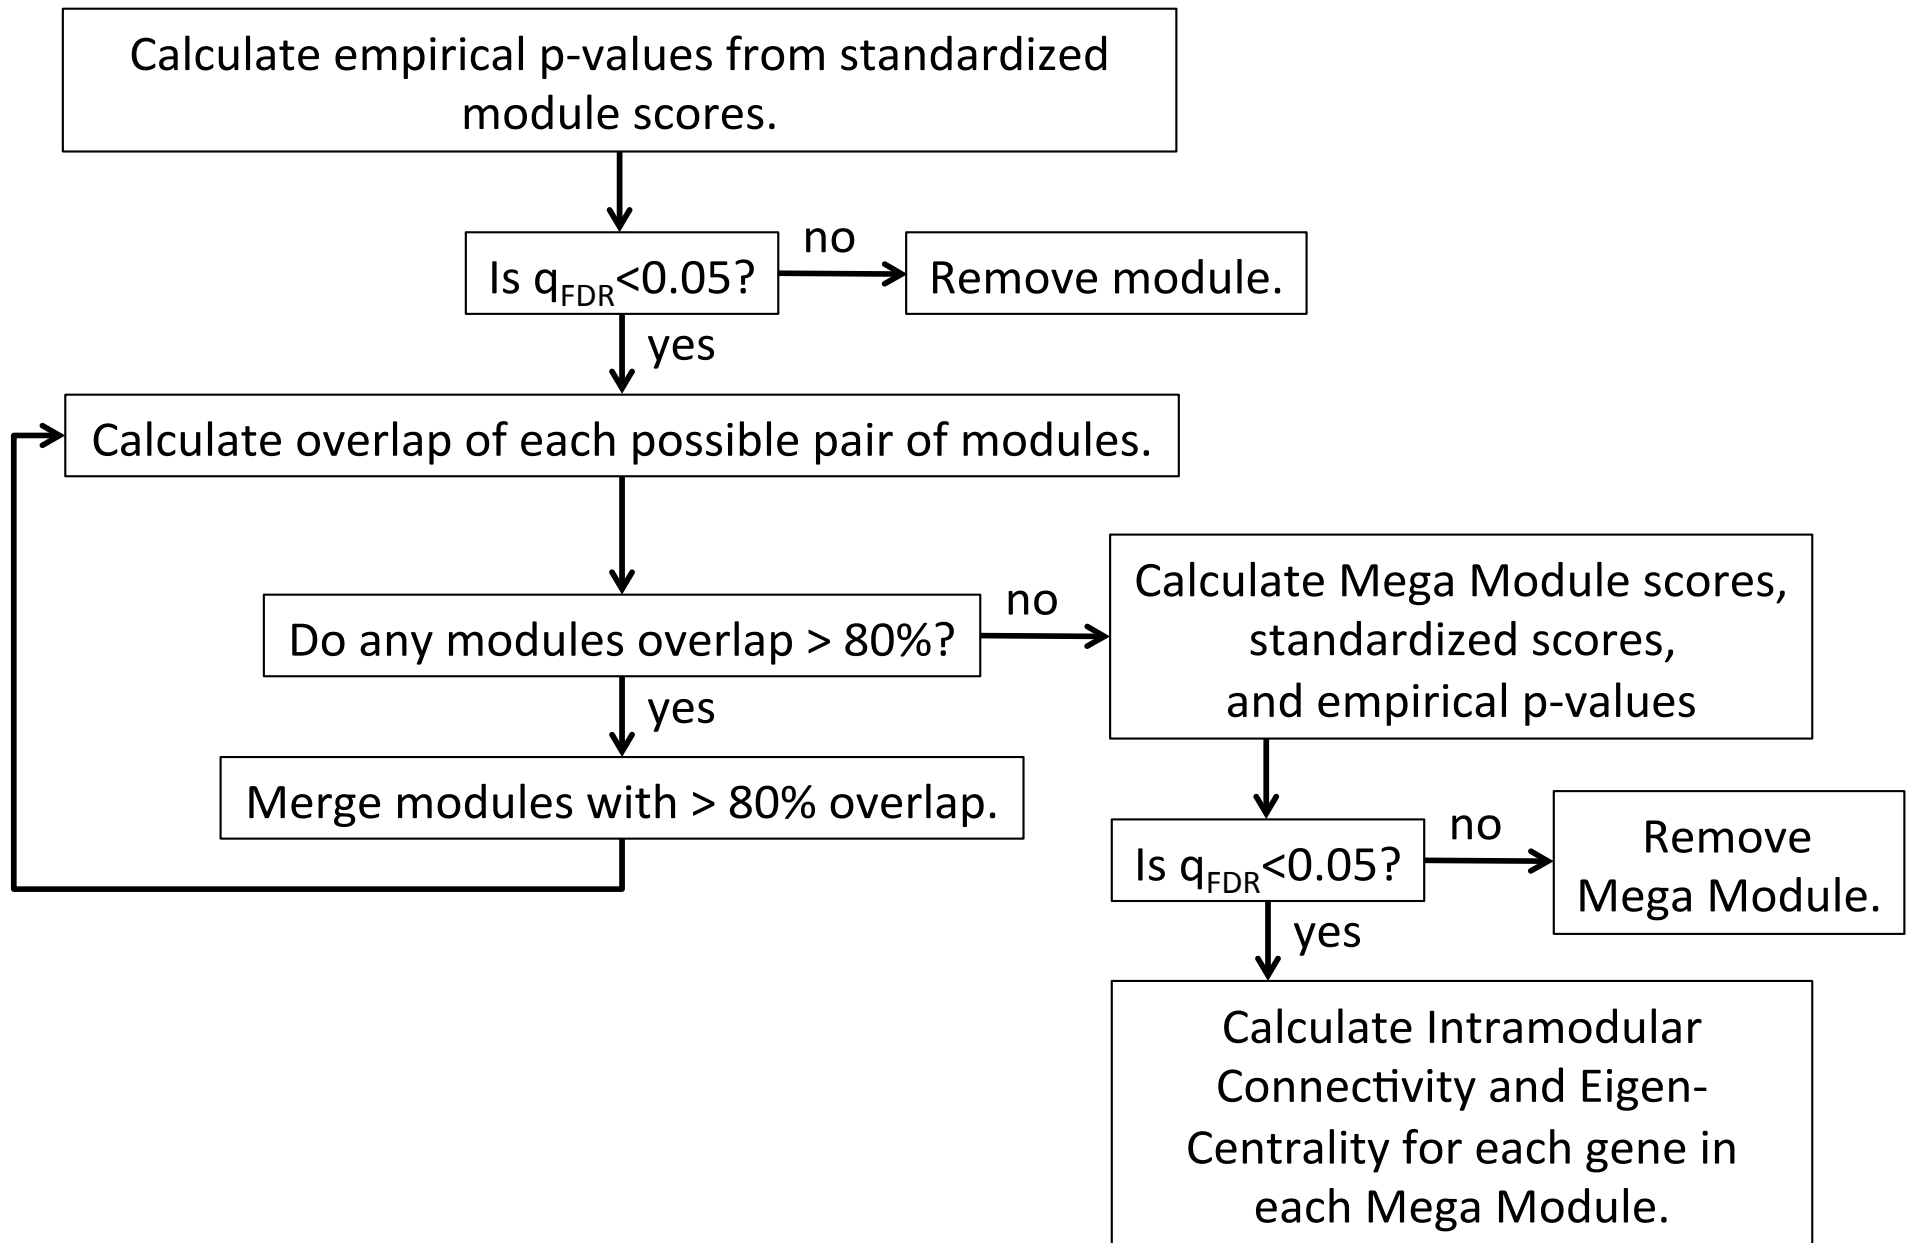 Calculate empirical p-values from standardized
module scores.
Is qFDR<0.05?
no
Remove module.
yes
Calculate overlap of each possible pair of modules.
Do any modules overlap > 80%?
no
Calculate Mega Module scores,
standardized scores,
and empirical p-values
yes
Merge modules with > 80% overlap.
Is qFDR<0.05?
no
Remove
Mega Module.
yes
Calculate Intramodular
Connectivity and Eigen-
Centrality for each gene in
each Mega Module.